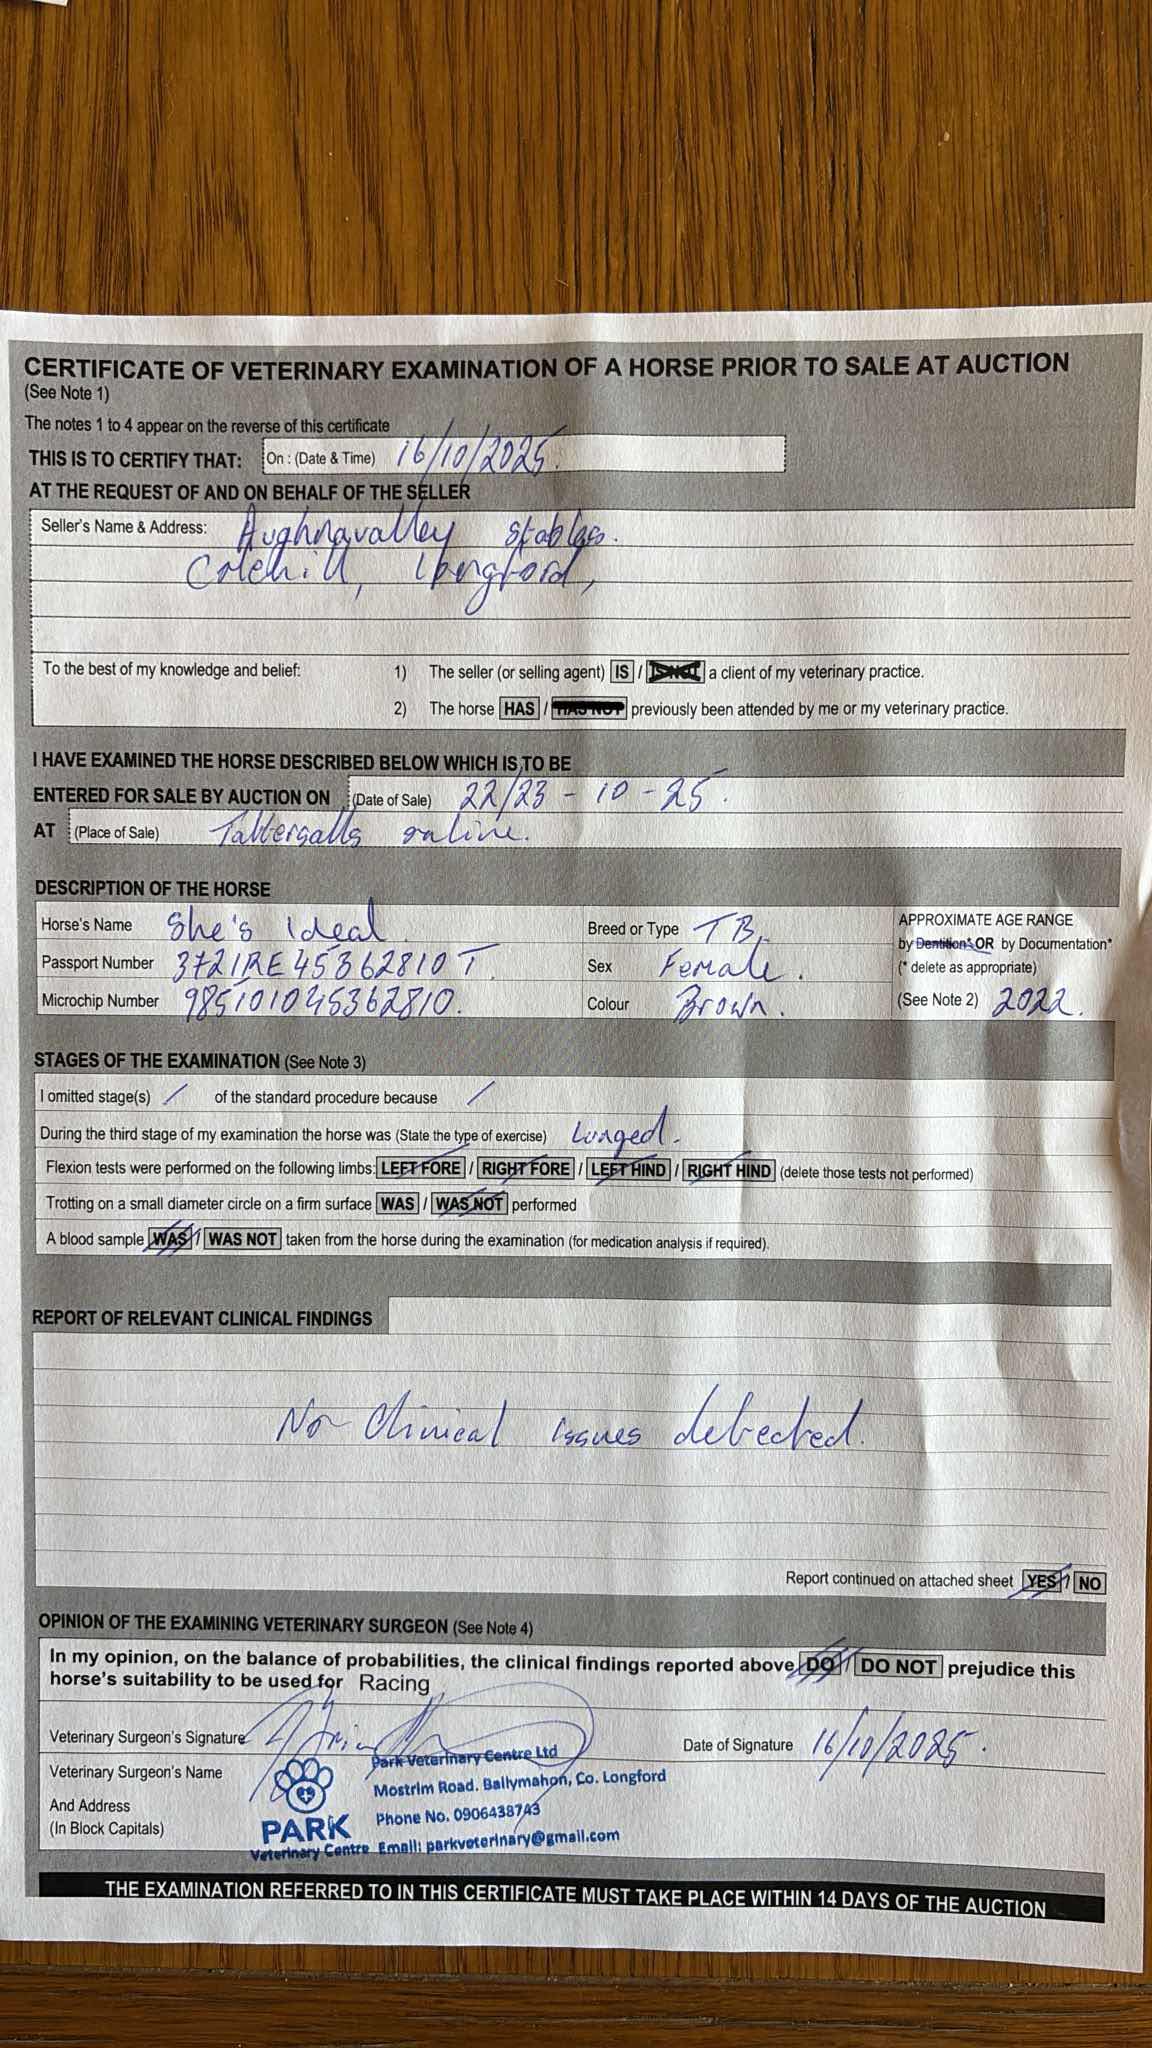 CERTIFICATE OF VETERINARY EXAMINATION OF A HORSE PRIOR TO SALE AT AUCTION
(See Note 1)
The notes 1 to 4 appear on the reverse of this certificate
THIS IS TO CERTIFY THAT: On : (Date & Time) 16/10/2025.
AT THE REQUEST OF AND ON BEHALF OF THE SELLER
Seller's Name & Address: Aughnavalley Stables.
Colehill, Longford,
To the best of my knowledge and belief: 1) The seller (or selling agent) IS / IS NOT a client of my veterinary practice.
2) The horse HAS / HAS NOT previously been attended by me or my veterinary practice.
I HAVE EXAMINED THE HORSE DESCRIBED BELOW WHICH IS TO BE
ENTERED FOR SALE BY AUCTION ON (Date of Sale) 22/23 - 10 - 25.
AT (Place of Sale) Tattersalls online.
DESCRIPTION OF THE HORSE
Horse's Name She's Ideal Breed or Type TB. APPROXIMATE AGE RANGE
by Dentition* OR by Documentation*
Passport Number 372IRE45362810T. Sex Female. (* delete as appropriate)
Microchip Number 985101045362810. Colour Brown. (See Note 2) 2022.
STAGES OF THE EXAMINATION (See Note 3)
I omitted stage(s) / of the standard procedure because /
During the third stage of my examination the horse was (State the type of exercise) Lunged.
Flexion tests were performed on the following limbs: LEFT FORE / RIGHT FORE / LEFT HIND / RIGHT HIND (delete those tests not performed)
Trotting on a small diameter circle on a firm surface WAS / WAS NOT performed
A blood sample WAS / WAS NOT taken from the horse during the examination (for medication analysis if required).
REPORT OF RELEVANT CLINICAL FINDINGS
No Clinical issues detected.
Report continued on attached sheet YES / NO
OPINION OF THE EXAMINING VETERINARY SURGEON (See Note 4)
In my opinion, on the balance of probabilities, the clinical findings reported above DO / DO NOT prejudice this
horse's suitability to be used for Racing
Veterinary Surgeon's Signature Date of Signature 16/10/2025.
Veterinary Surgeon's Name
And Address
(In Block Capitals)
Park Veterinary Centre Ltd
Mostrim Road. Ballymahon, Co. Longford
Phone No. 0906438743
Email: parkveterinary@gmail.com
PARK
Veterinary Centre
THE EXAMINATION REFERRED TO IN THIS CERTIFICATE MUST TAKE PLACE WITHIN 14 DAYS OF THE AUCTION